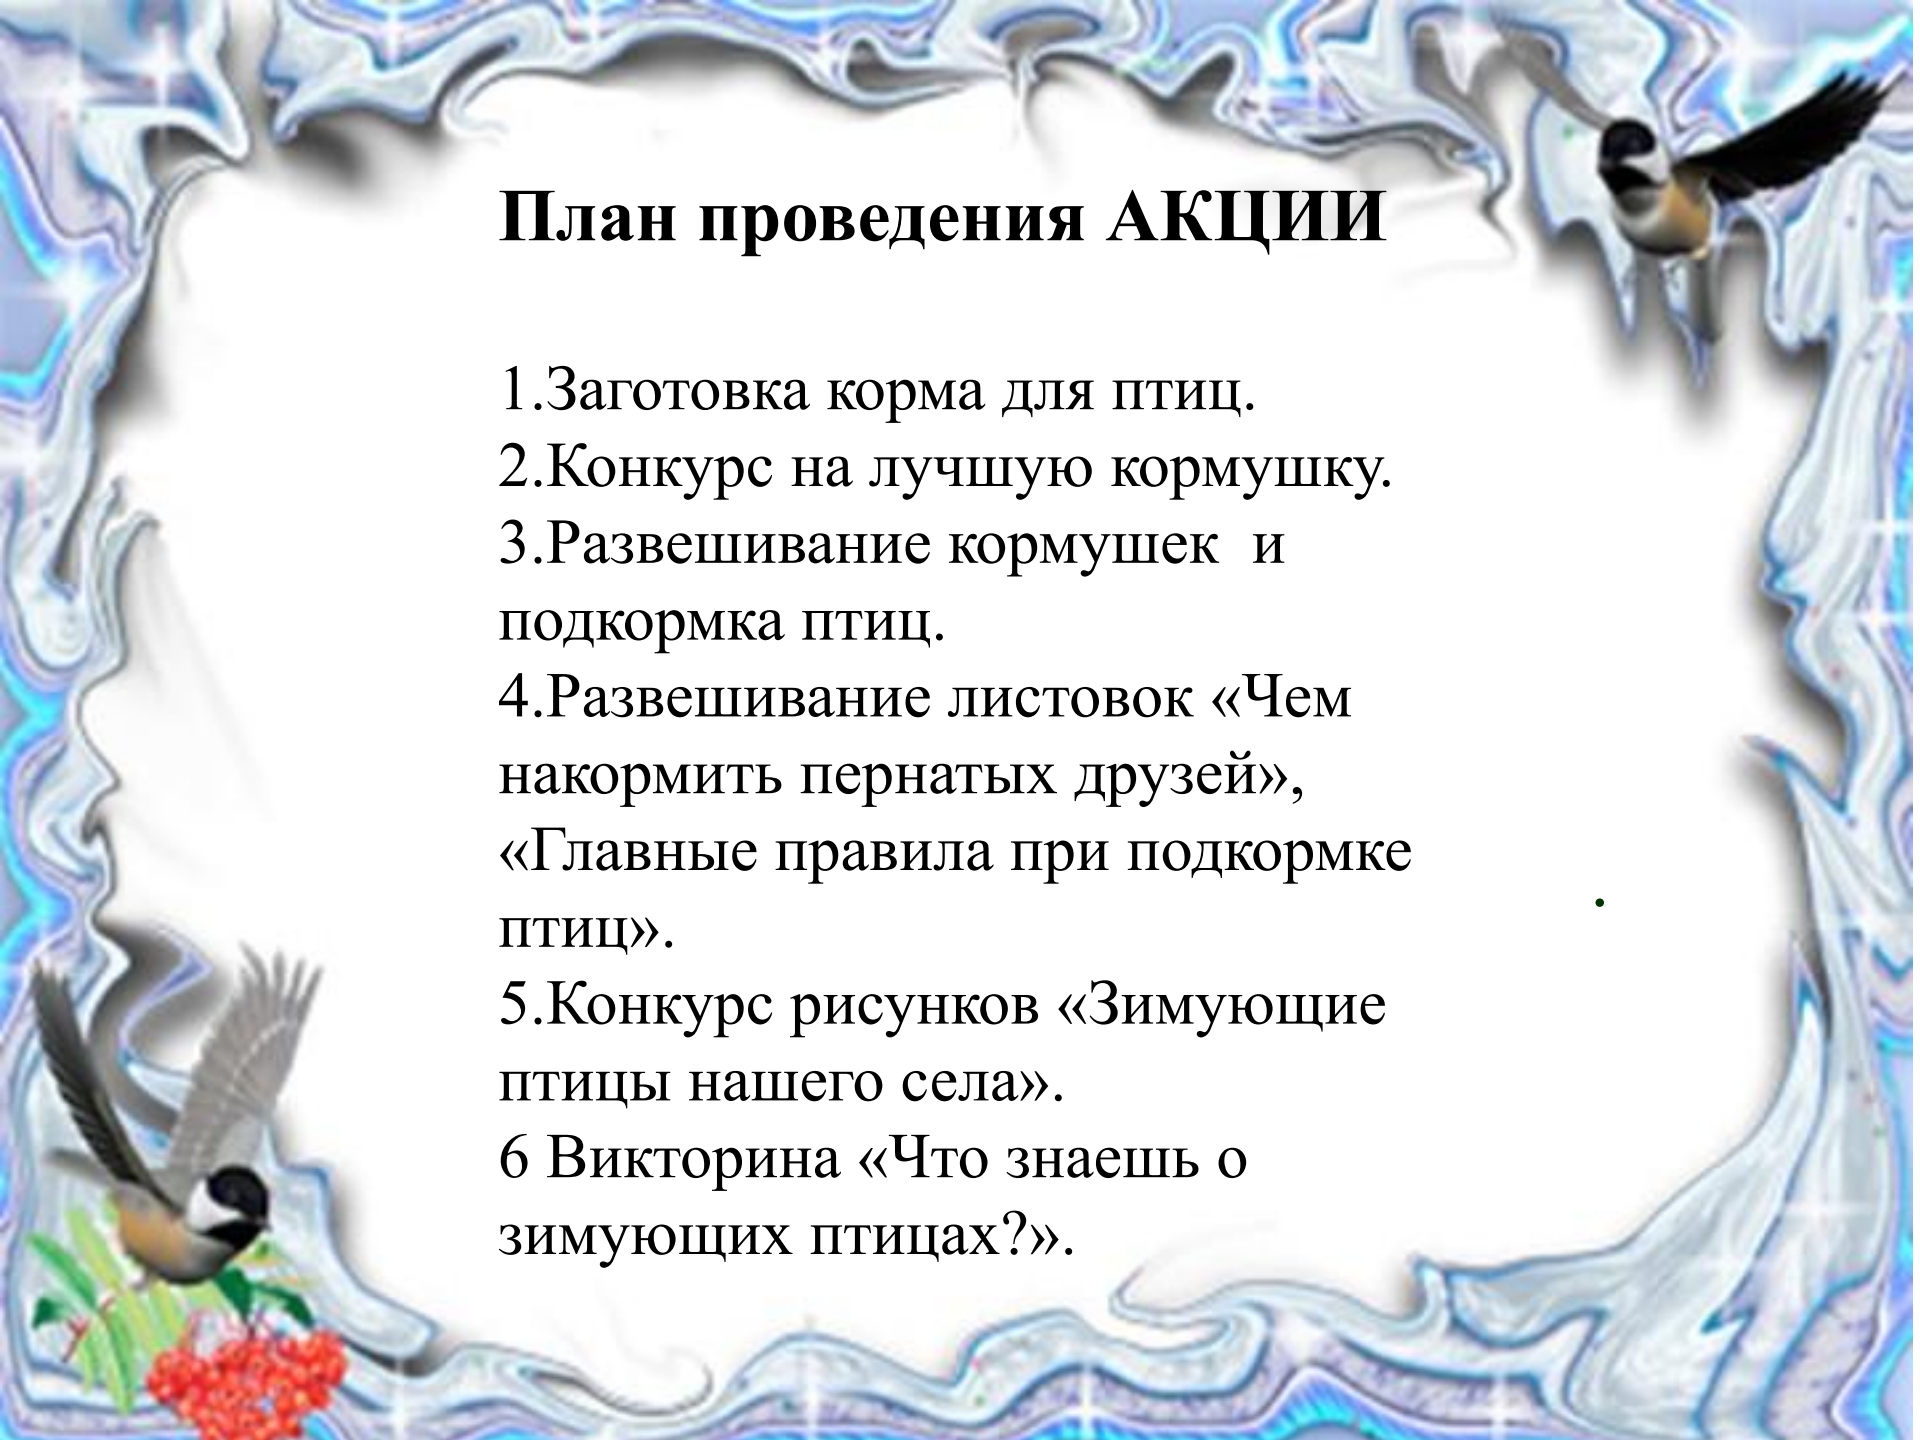 План проведения АКЦИИ
1.Заготовка корма для птиц.
2.Конкурс на лучшую кормушку.
3.Развешивание кормушек  и
подкормка птиц.
4.Развешивание листовок «Чем
накормить пернатых друзей»,
«Главные правила при подкормке
птиц».
5.Конкурс рисунков «Зимующие
птицы нашего села».
6 Викторина «Что знаешь о
зимующих птицах?».
.